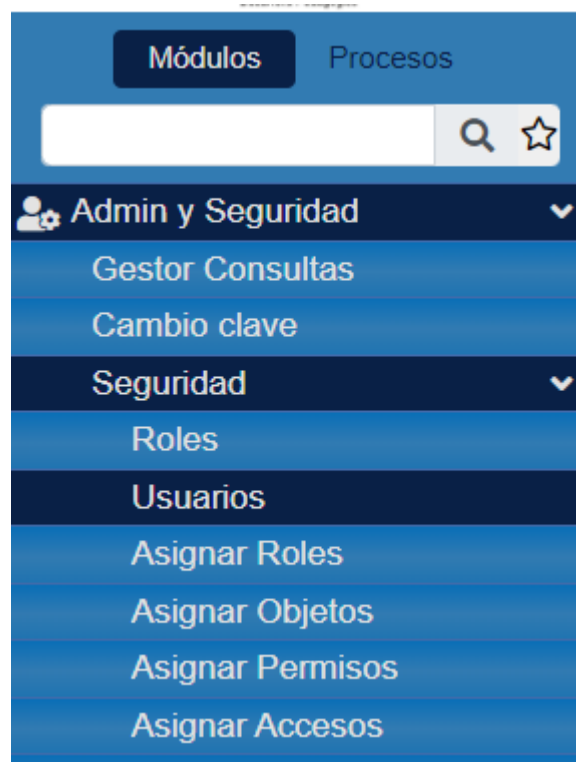 Módulos Procesos
Admin y Seguridad
Gestor Consultas
Cambio clave
Seguridad
Roles
Usuarios
Asignar Roles
Asignar Objetos
Asignar Permisos
Asignar Accesos